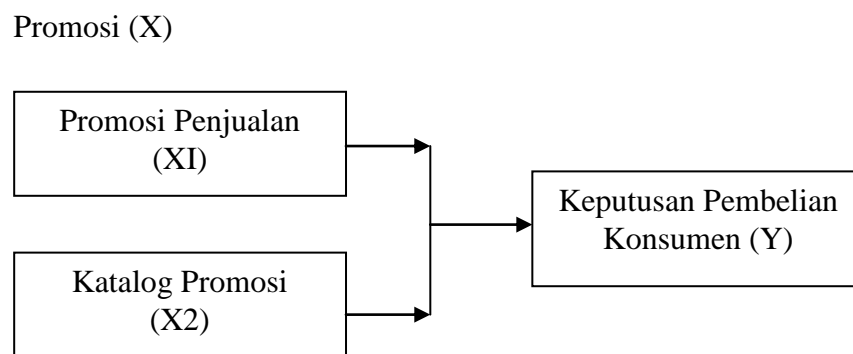 Promosi (X)
Promosi Penjualan
(XI)
Keputusan Pembelian
Konsumen (Y)
Katalog Promosi
(X2)